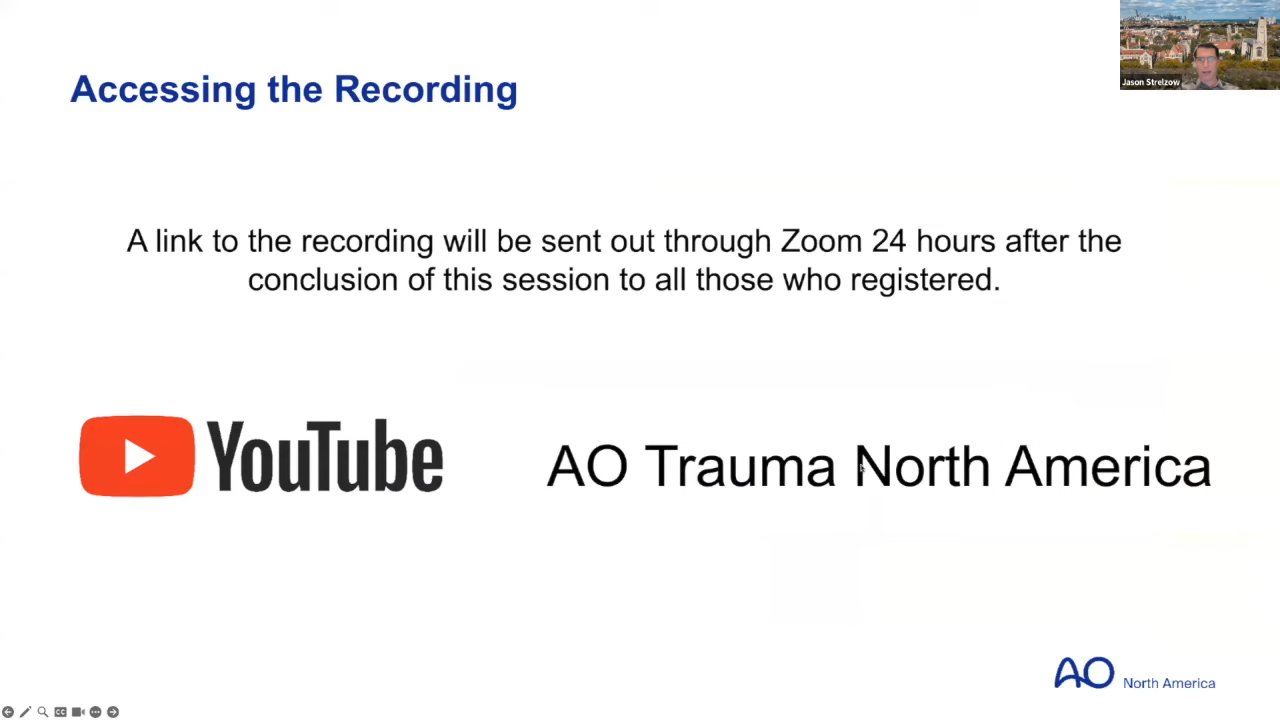 Accessing the Recording
Jason Strelzow
A link to the recording will be sent out through Zoom 24 hours after the
conclusion of this session to all those who registered.
YouTube
AO Trauma North America
AO North America
CC